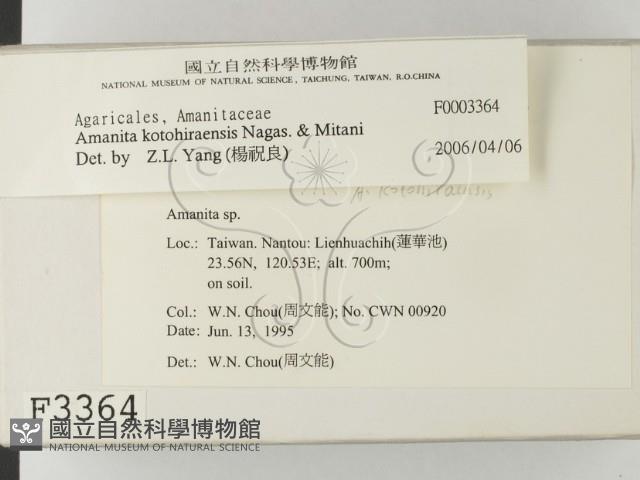 國立自然科學博物館
NATIONAL MUSEUM OF NATURAL SCIENCE, TAICHUNG, TAIWAN, R.O.CHINA
Agaricales, Amanitaceae F0003364
Amanita kotohiraensis Nagas. & Mitani
Det. by Z.L. Yang (楊祝良) 2006/04/06
Amanita sp.
Loc.: Taiwan. Nantou: Lienhuachih(蓮華池)
23.56N, 120.53E; alt. 700m;
on soil.
Col.: W.N. Chou(周文能); No. CWN 00920
Date: Jun. 13, 1995
Det.: W.N. Chou(周文能)
F3364
國立自然科學博物館
NATIONAL MUSEUM OF NATURAL SCIENCE